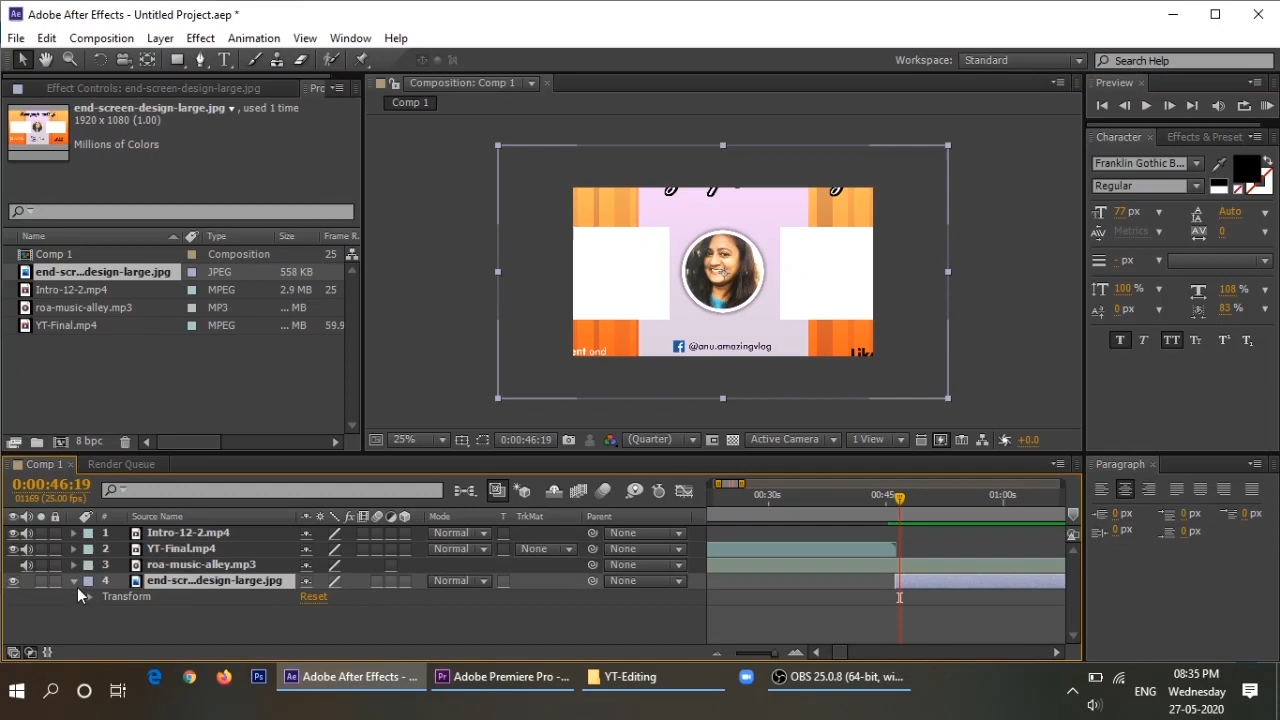 Adobe After Effects - Untitled Project.aep *
File Edit Composition Layer Effect Animation View Window Help
Workspace: Standard Search Help
Effect Controls: end-screen-design-large.jpg
end-screen-design-large.jpg , used 1 time
1920 x 1080 (1.00)
Millions of Colors
Name Type Size Frame R...
Comp 1 Composition 25
end-scr...design-large.jpg JPEG 558 KB
Intro-12-2.mp4 MPEG 2.9 MB 25
roa-music-alley.mp3 MP3 ... MB
YT-Final.mp4 MPEG ... MB 59.9
8 bpc
Composition: Comp 1
Comp 1
@anu.amazingvlog
25% 0:00:46:19 (Quarter) Active Camera 1 View +0.0
Preview
Character Effects & Preset
Franklin Gothic B...
Regular
77 px Auto
Metrics 0
- px
100 % 108 %
0 px 83 %
T T TT Tт T¹ T₁
Comp 1 Render Queue
0:00:46:19
01169 (25.00 fps)
# Source Name Mode T TrkMat Parent
1 Intro-12-2.mp4 Normal None
2 YT-Final.mp4 Normal None None
3 roa-music-alley.mp3 None
4 end-scr...design-large.jpg Normal None
Transform Reset
00:30s 00:45s 01:00s
Paragraph
0 px 0 px 0 px
0 px 0 px
Adobe After Effects - ... Adobe Premiere Pro -... YT-Editing OBS 25.0.8 (64-bit, wi...
ENG
08:35 PM
Wednesday
27-05-2020